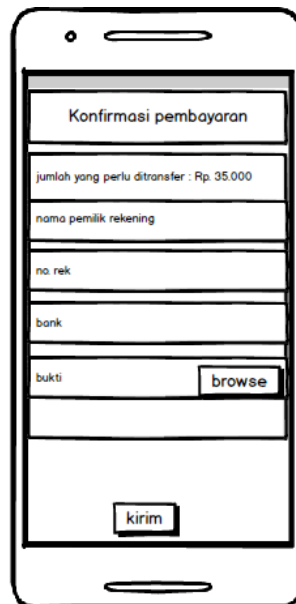 Konfirmasi pembayaran
jumlah yang perlu ditransfer : Rp. 35.000
nama pemilik rekening
no. rek
bank
bukti
browse
kirim